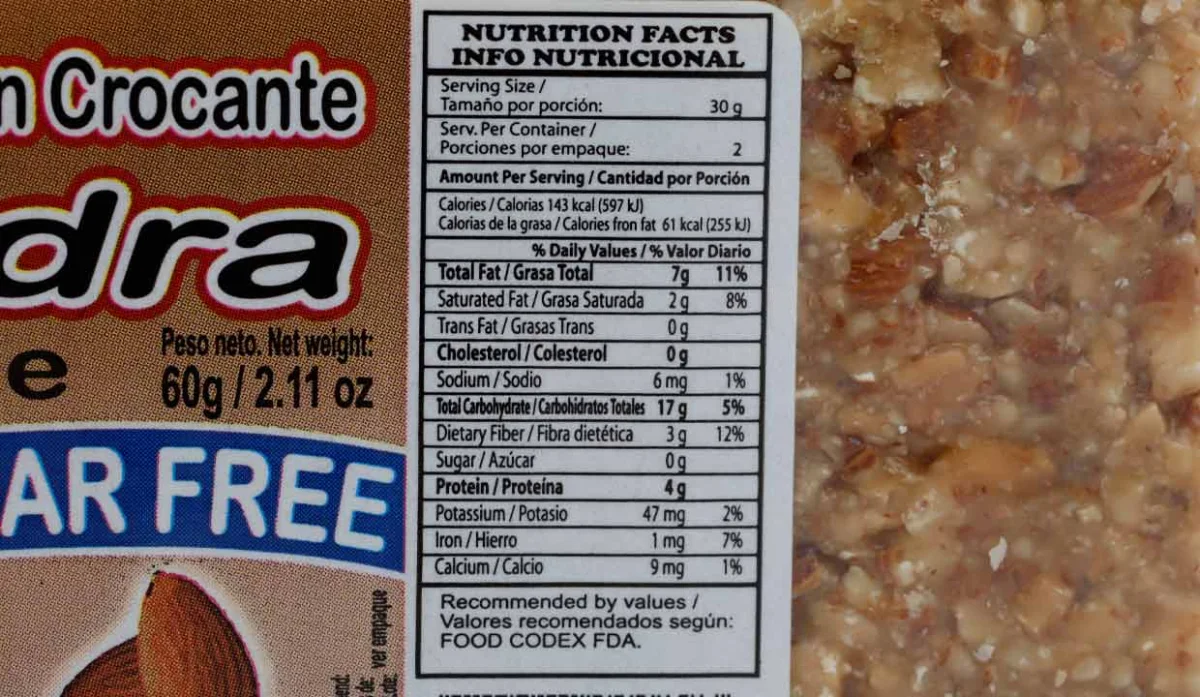 n Crocante
dra
e
Peso neto. Net weight:
60g / 2.11 oz
AR FREE
ver empaque
NUTRITION FACTS
INFO NUTRICIONAL
Serving Size /
Tamaño por porción: 30 g
Serv. Per Container /
Porciones por empaque: 2
Amount Per Serving / Cantidad por Porción
Calories / Calorias 143 kcal (597 kJ)
Calorias de la grasa / Calories fron fat 61 kcal (255 kJ)
% Daily Values / % Valor Diario
Total Fat / Grasa Total 7g 11%
Saturated Fat / Grasa Saturada 2 g 8%
Trans Fat / Grasas Trans 0 g
Cholesterol / Colesterol 0 g
Sodium / Sodio 6 mg 1%
Total Carbohydrate / Carbohidratos Totales 17 g 5%
Dietary Fiber / Fibra dietética 3 g 12%
Sugar / Azúcar 0 g
Protein / Proteína 4 g
Potassium / Potasio 47 mg 2%
Iron / Hierro 1 mg 7%
Calcium / Calcio 9 mg 1%
Recommended by values /
Valores recomendados según:
FOOD CODEX FDA.